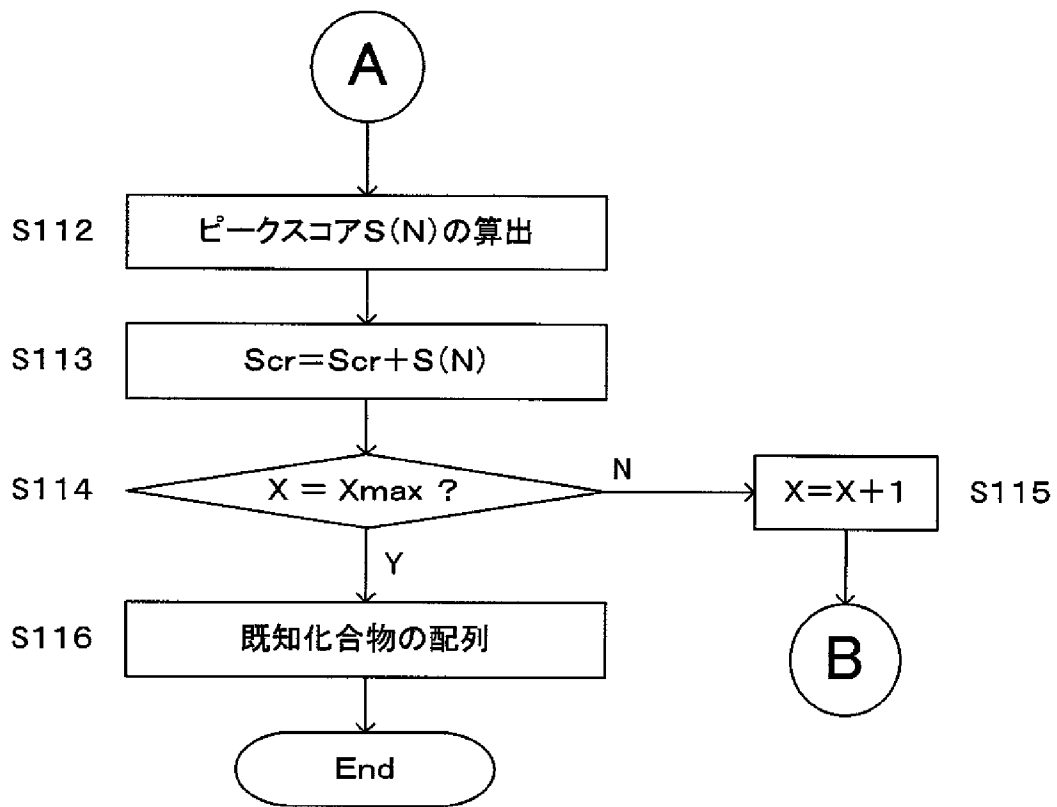 A
S112
ピークスコアS(N)の算出
S113
Scr=Scr+S(N)
S114
X = Xmax ?
N
X=X+1
S115
Y
S116
既知化合物の配列
B
End